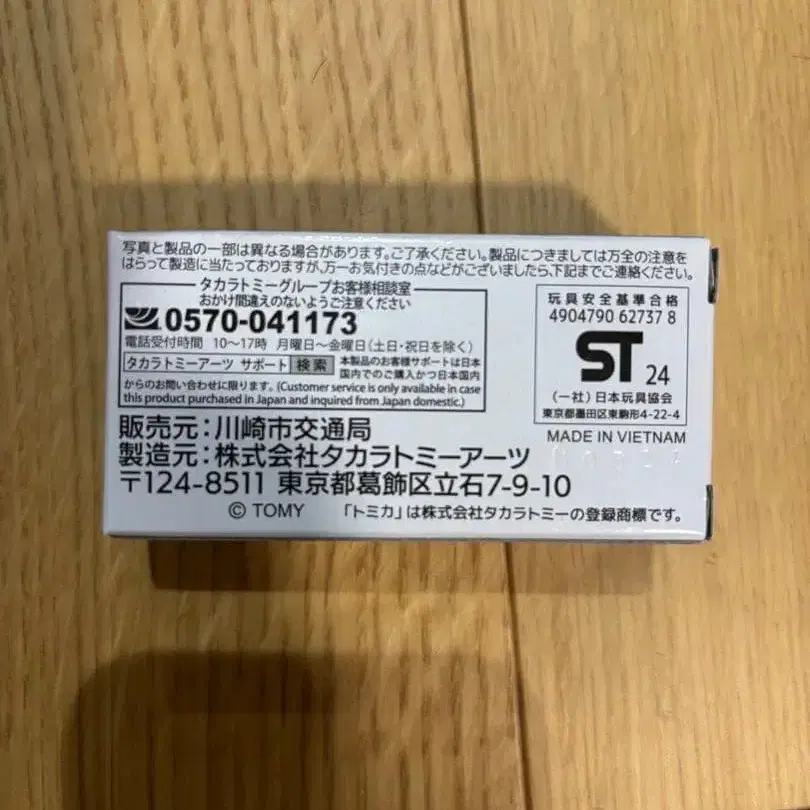 写真と製品の一部は異なる場合があります。ご了承ください。製品につきましては万全の注意を
はらって製造に当たっておりますが、万一お気付きの点などがございましたら、下記までご連絡ください。
タカラトミーグループお客様相談室
おかけ間違えのないようご注意ください
0570-041173
電話受付時間 10〜17時 月曜日〜金曜日(土日・祝日を除く)
タカラトミーアーツ サポート 検索 本製品のお客様サポートは日本
国内でのご購入かつ日本国内
からのお問い合わせに限ります。(Customer service is only available in case
this product purchased in Japan and inquired from Japan domestic.)
玩具安全基準合格
4904790 62737 8
ST 24
(一社)日本玩具協会
東京都墨田区東駒形4-22-4
MADE IN VIETNAM
販売元:川崎市交通局
製造元:株式会社タカラトミーアーツ
〒124-8511 東京都葛飾区立石7-9-10
© TOMY 「トミカ」は株式会社タカラトミーの登録商標です。